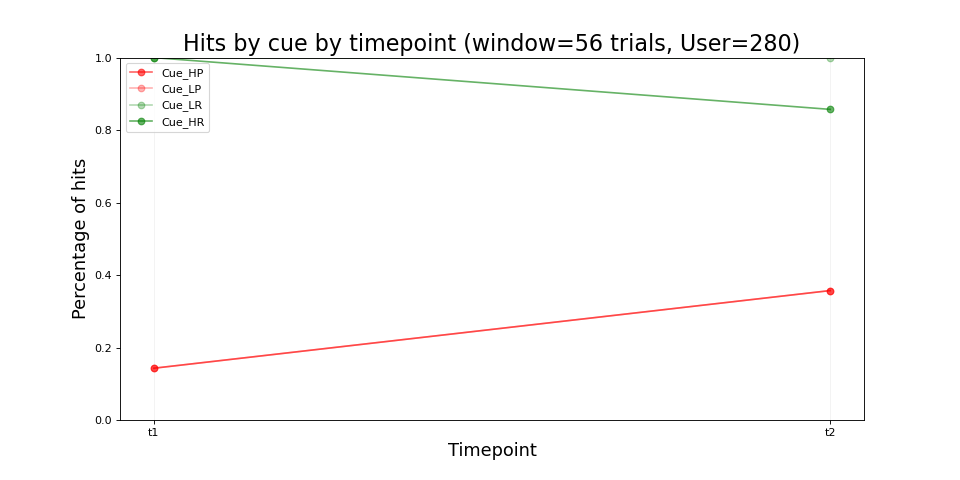 Hits by cue by timepoint (window=56 trials, User=280)
Percentage of hits
1.0
0.8
0.6
0.4
0.2
0.0
Cue_HP
Cue_LP
Cue_LR
Cue_HR
t1
t2
Timepoint